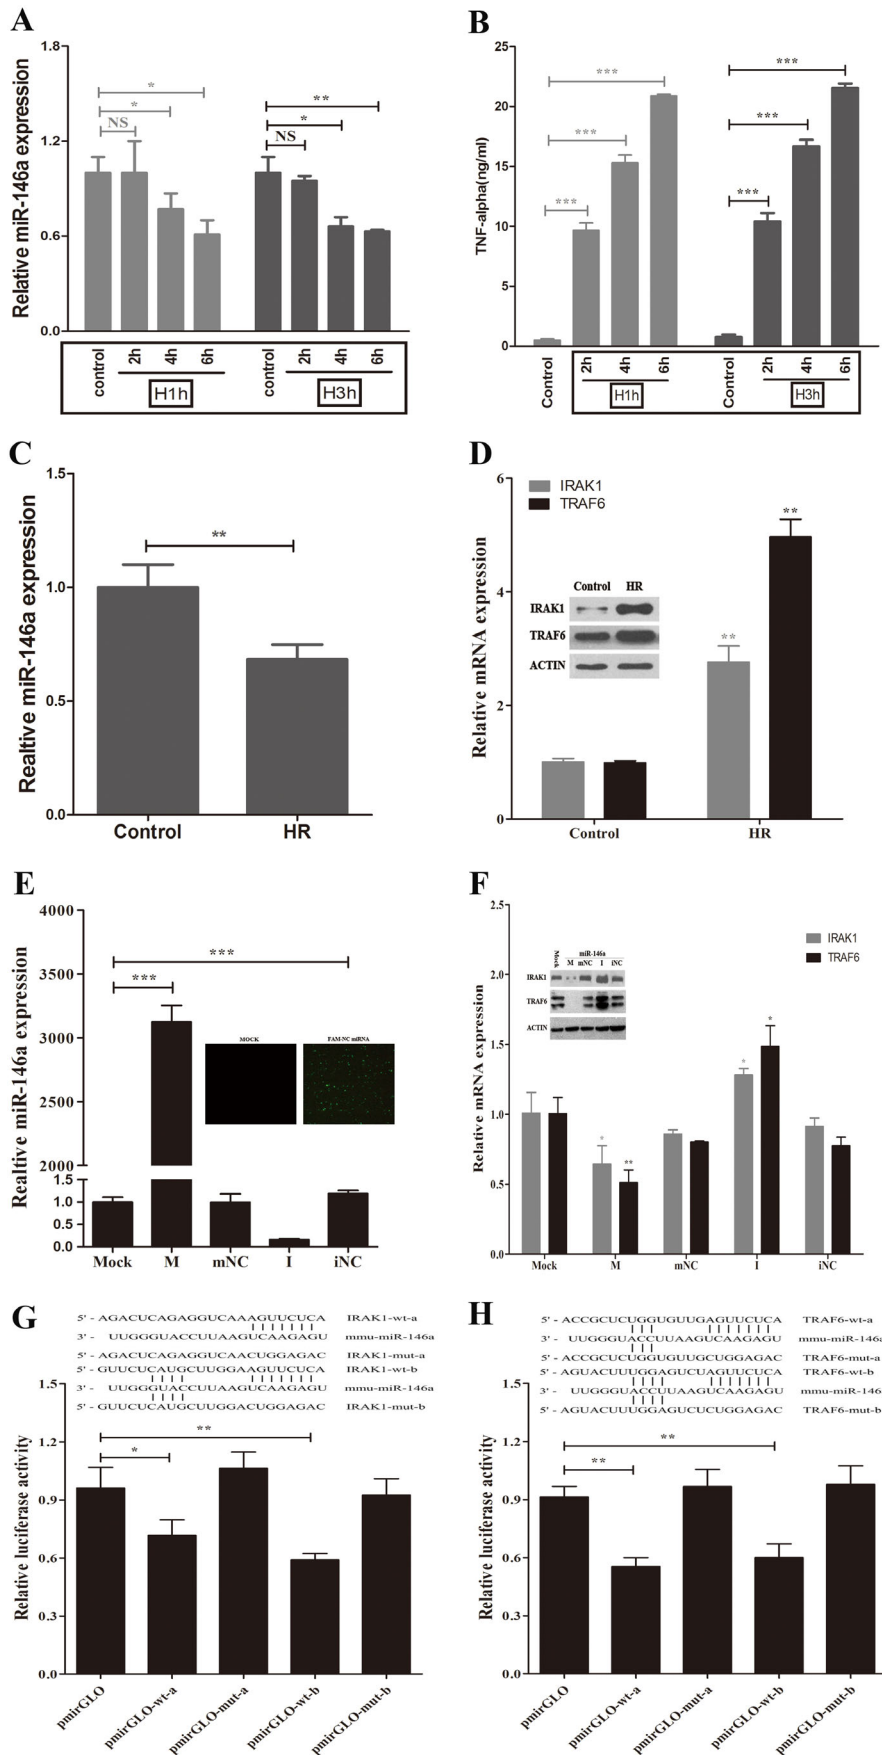 A
Relative miR-146a expression
1.8
1.2
0.6
0.0
*
*
NS
**
*
NS
control
2h
4h
6h
control
2h
4h
6h
H1h
H3h
B
TNF-alpha(ng/ml)
25
20
15
10
5
0
***
***
***
***
***
***
Control
2h
4h
6h
Control
2h
4h
6h
H1h
H3h
C
Realtive miR-146a expression
1.5
1.0
0.5
0.0
**
Control
HR
D
Relative mRNA expression
6
4
2
0
IRAK1
TRAF6
**
**
Control HR
IRAK1
TRAF6
ACTIN
Control
HR
E
Realtive miR-146a expression
4000
3500
3000
2500
2000
1.5
1.0
0.5
0.0
***
***
MOCK
FAM-NC miRNA
Mock
M
mNC
I
iNC
F
Relative mRNA expression
2.5
2.0
1.5
1.0
0.5
0.0
IRAK1
TRAF6
miR-146a
Mock M mNC I iNC
IRAK1
TRAF6
ACTIN
*
**
*
*
Mock
M
mNC
I
iNC
G
5' - AGACUCAGAGGUCAAAGUUCUCA IRAK1-wt-a
3' - UUGGGUACCUUAAGUCAAGAGU mmu-miR-146a
5' - AGACUCAGAGGUCAACUGGAGAC IRAK1-mut-a
5' - GUUCUCAUGCUUGGAAGUUCUCA IRAK1-wt-b
3' - UUGGGUACCUUAAGUCAAGAGU mmu-miR-146a
5' - GUUCUCAUGCUUGGACUGGAGAC IRAK1-mut-b
Relative luciferase activity
1.5
1.2
0.9
0.6
0.3
0.0
**
*
pmirGLO
pmirGLO-wt-a
pmirGLO-mut-a
pmirGLO-wt-b
pmirGLO-mut-b
H
5' - ACCGCUCUGGUGUUGAGUUCUCA TRAF6-wt-a
3' - UUGGGUACCUUAAGUCAAGAGU mmu-miR-146a
5' - ACCGCUCUGGUGUUGCUGGAGAC TRAF6-mut-a
5' - AGUACUUUGGAGUCUAGUUCUCA TRAF6-wt-b
3' - UUGGGUACCUUAAGUCAAGAGU mmu-miR-146
5' - AGUACUUUGGAGUCUCUGGAGAC TRAF6-mut-b
Relative luciferase activity
1.5
1.2
0.9
0.6
0.3
0.0
**
**
pmirGLO
pmirGLO-wt-a
pmirGLO-mut-a
pmirGLO-wt-b
pmirGLO-mut-b